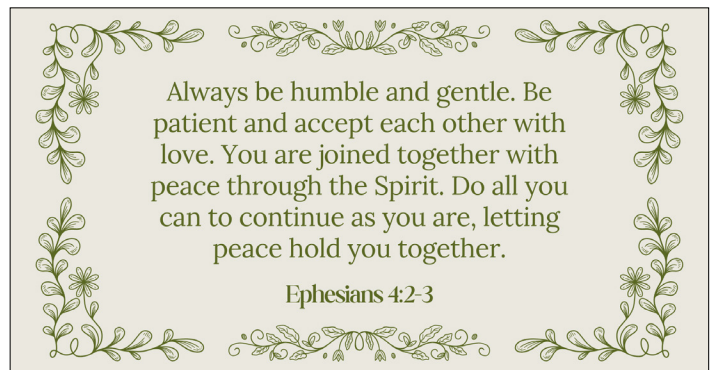 Always be humble and gentle. Be
patient and accept each other with
love. You are joined together with
peace through the Spirit. Do all you
can to continue as you are, letting
peace hold you together.
Ephesians 4:2-3